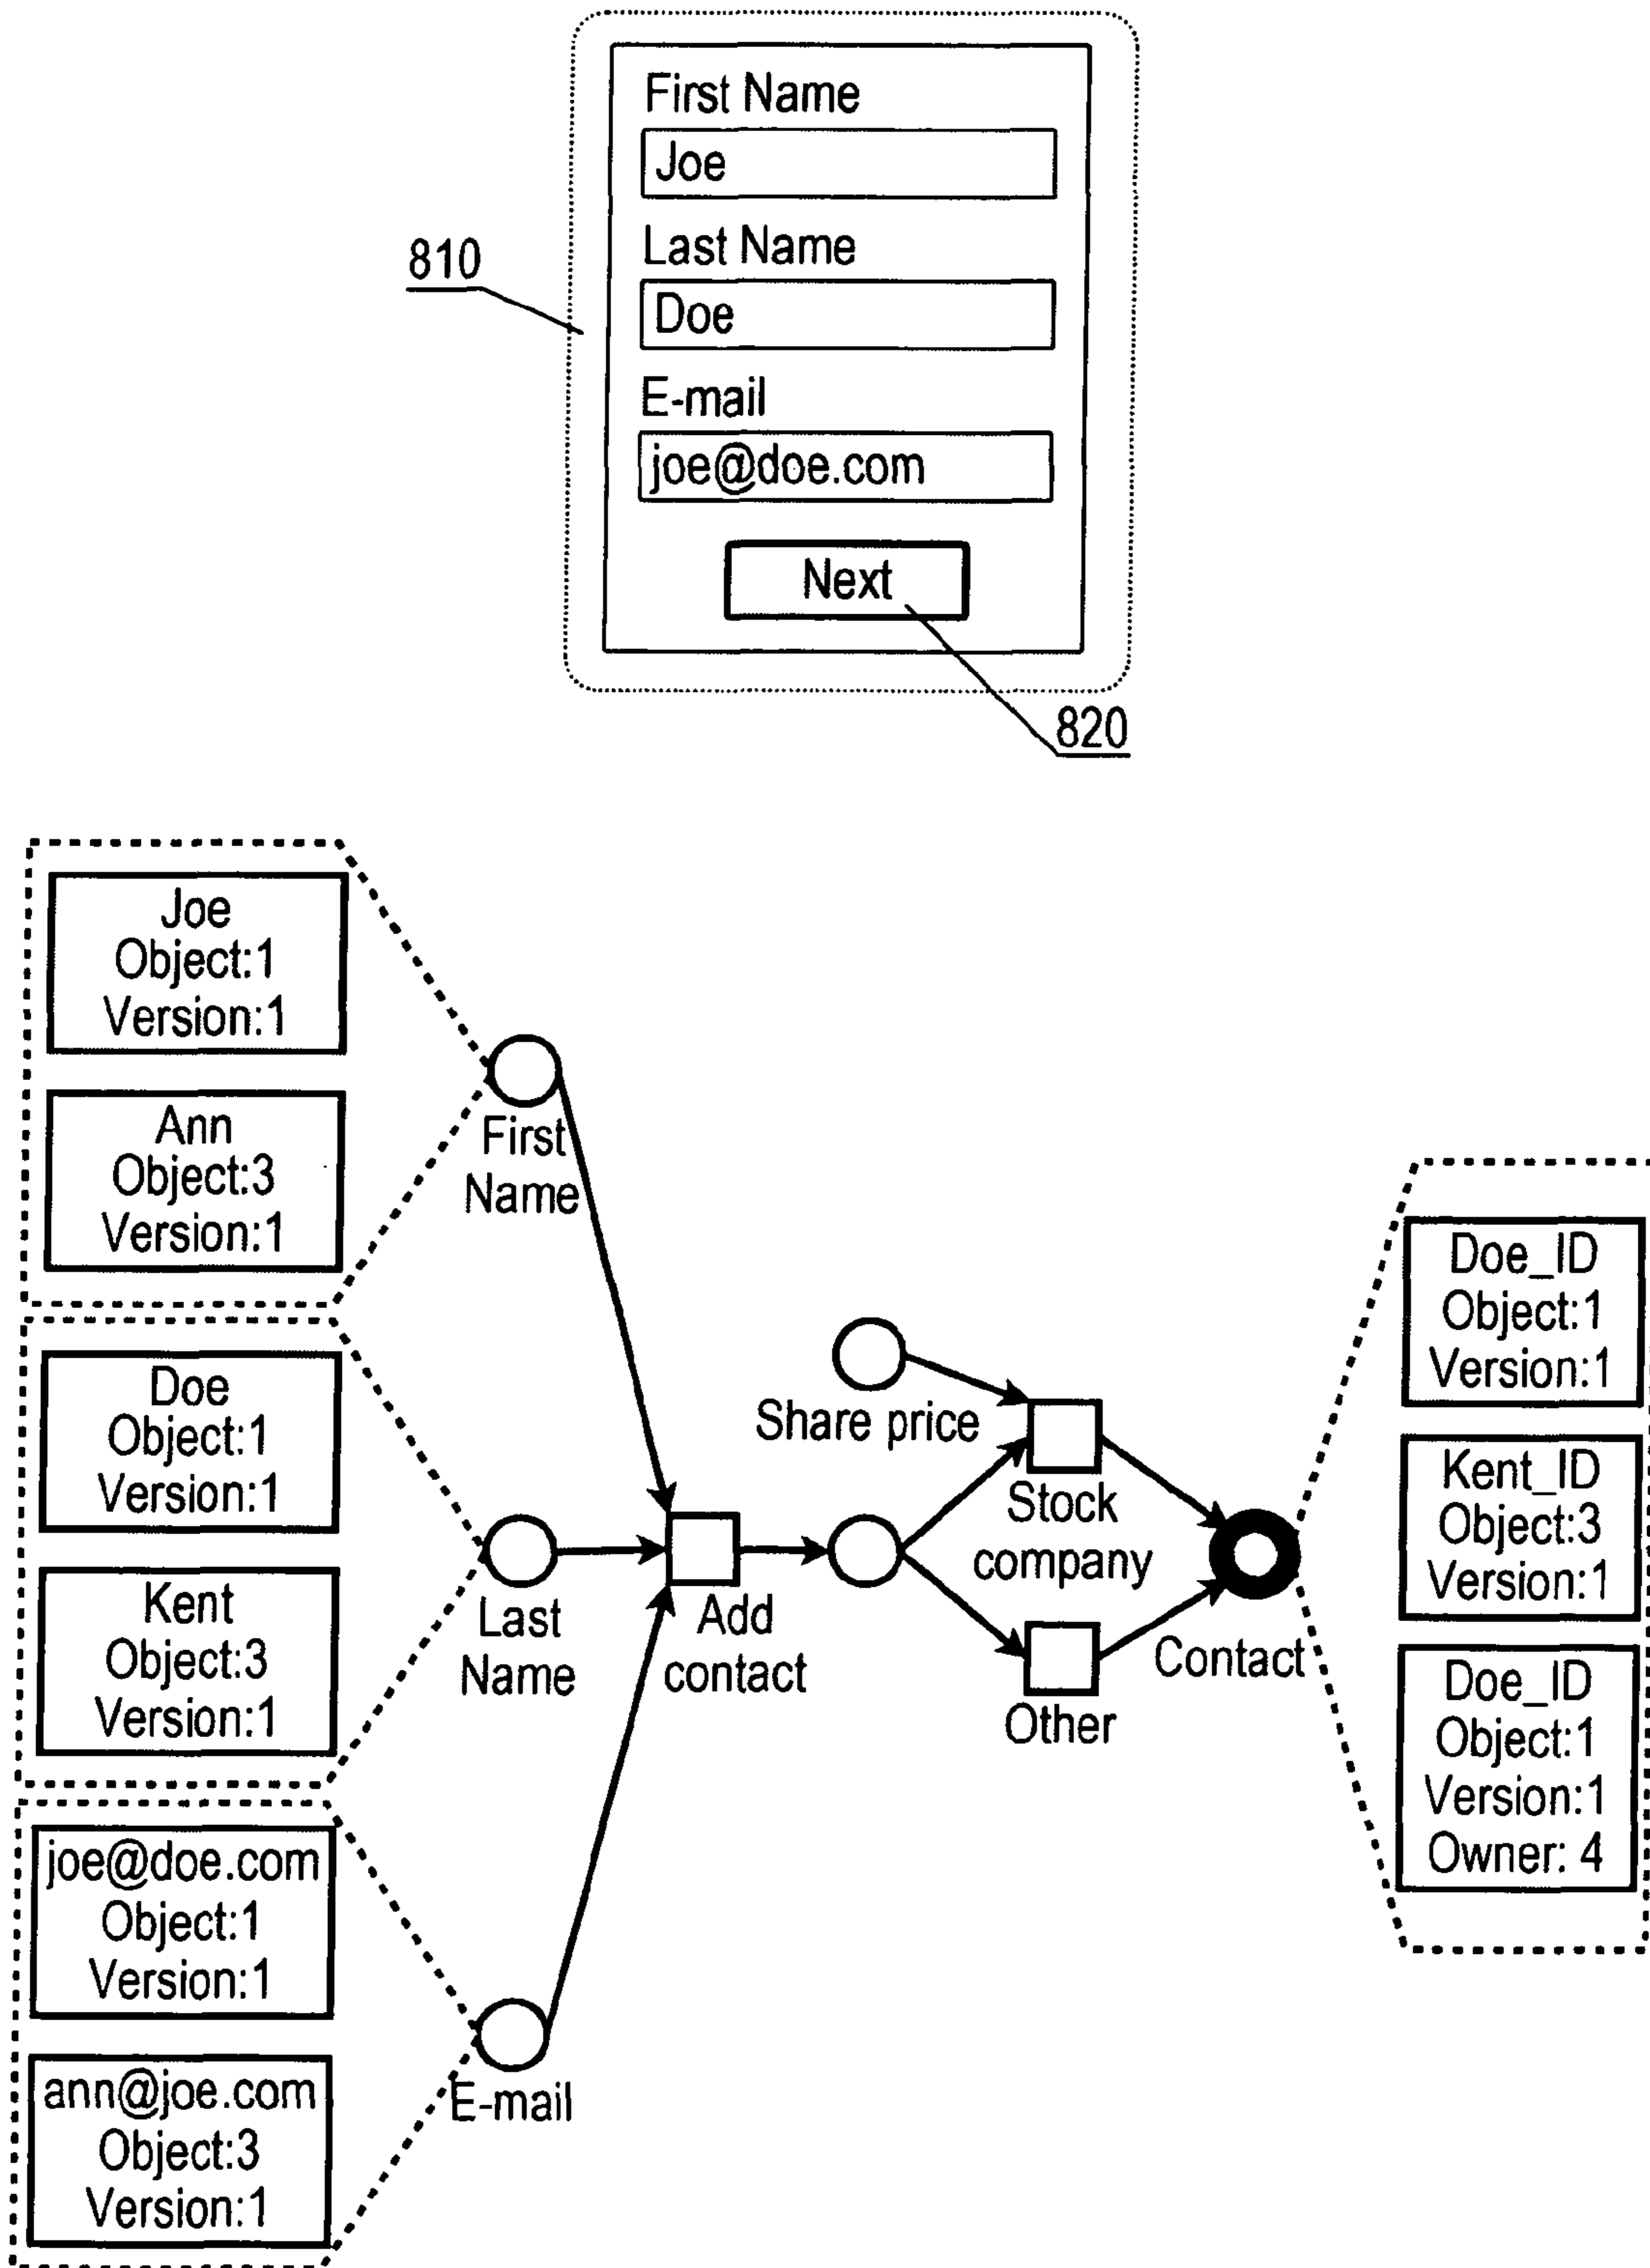 First Name
Joe
Last Name
Doe
E-mail
joe@doe.com
Next
810
820
Joe
Object:1
Version:1
Ann
Object:3
Version:1
First
Name
Doe
Object:1
Version:1
Kent
Object:3
Version:1
Last
Name
joe@doe.com
Object:1
Version:1
ann@joe.com
Object:3
Version:1
E-mail
Add
contact
Share price
Stock
company
Other
Contact
Doe_ID
Object:1
Version:1
Kent_ID
Object:3
Version:1
Doe_ID
Object:1
Version:1
Owner: 4